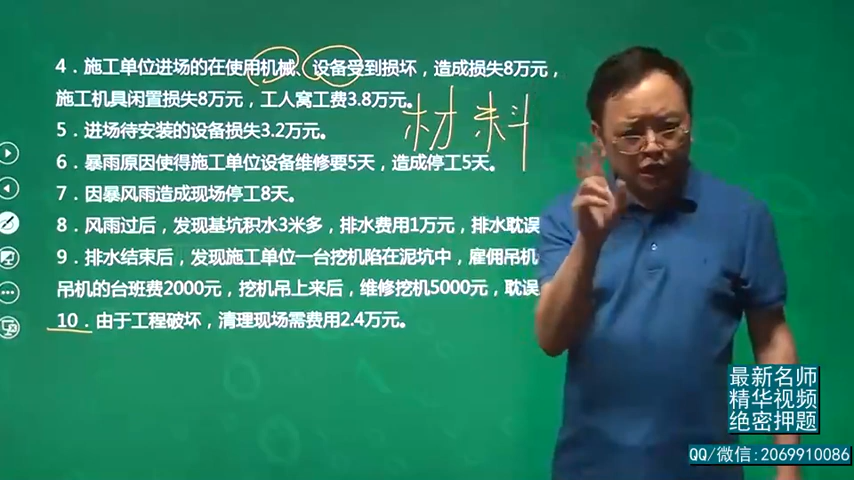 4．施工单位进场的在使用机械、设备受到损坏，造成损失8万元，
施工机具闲置损失8万元，工人窝工费3.8万元。
材料
5．进场待安装的设备损失3.2万元。
6．暴雨原因使得施工单位设备维修要5天，造成停工5天。
7．因暴风雨造成现场停工8天。
8．风雨过后，发现基坑积水3米多，排水费用1万元，排水耽误
9．排水结束后，发现施工单位一台挖机陷在泥坑中，雇佣吊机
吊机的台班费2000元，挖机吊上来后，维修挖机5000元，耽误
10．由于工程破坏，清理现场需费用2.4万元。
最新名师
精华视频
绝密押题
QQ/微信:2069910086